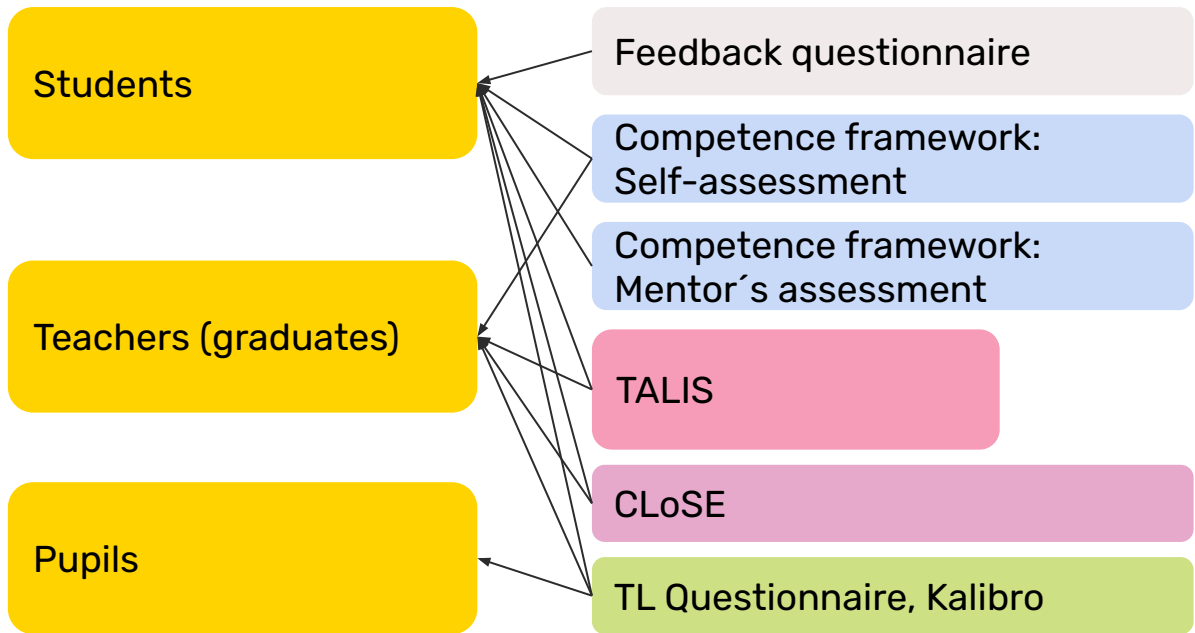 Students
Teachers (graduates)
Pupils
Feedback questionnaire
Competence framework:
Self-assessment
Competence framework:
Mentor´s assessment
TALIS
CLoSE
TL Questionnaire, Kalibro